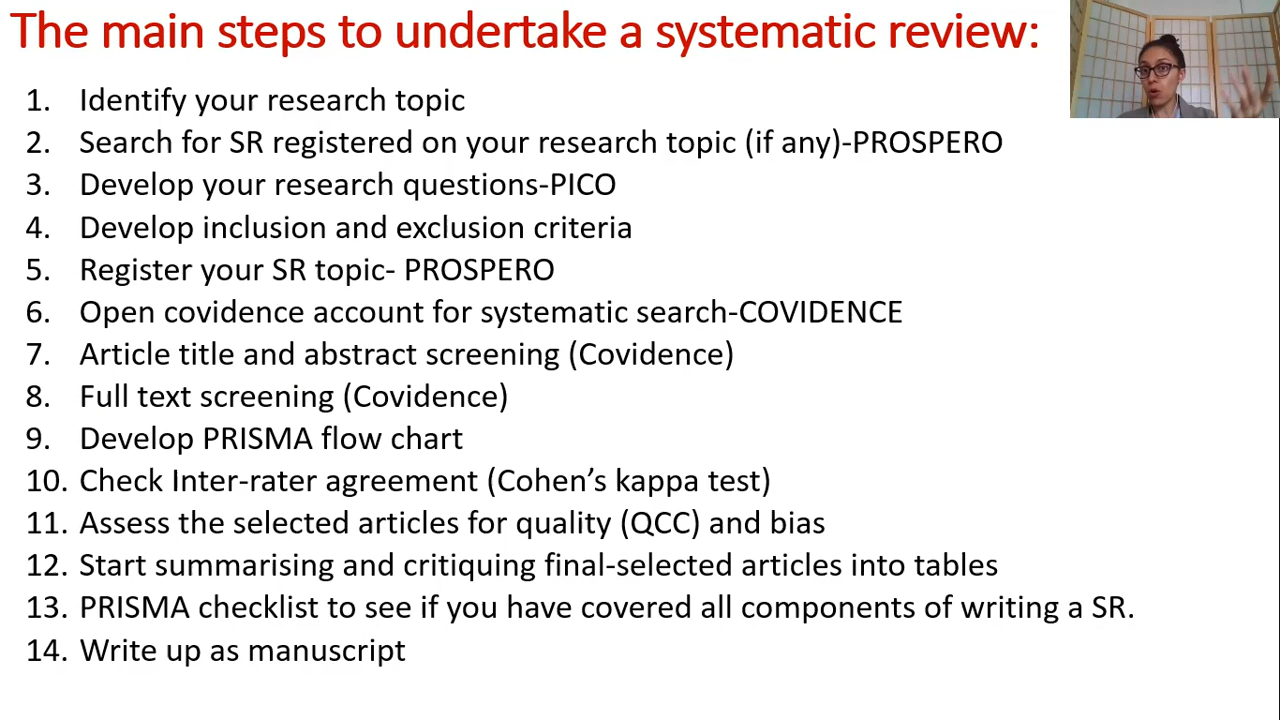 The main steps to undertake a systematic review:
1. Identify your research topic
2. Search for SR registered on your research topic (if any)-PROSPERO
3. Develop your research questions-PICO
4. Develop inclusion and exclusion criteria
5. Register your SR topic- PROSPERO
6. Open covidence account for systematic search-COVIDENCE
7. Article title and abstract screening (Covidence)
8. Full text screening (Covidence)
9. Develop PRISMA flow chart
10. Check Inter-rater agreement (Cohen’s kappa test)
11. Assess the selected articles for quality (QCC) and bias
12. Start summarising and critiquing final-selected articles into tables
13. PRISMA checklist to see if you have covered all components of writing a SR.
14. Write up as manuscript